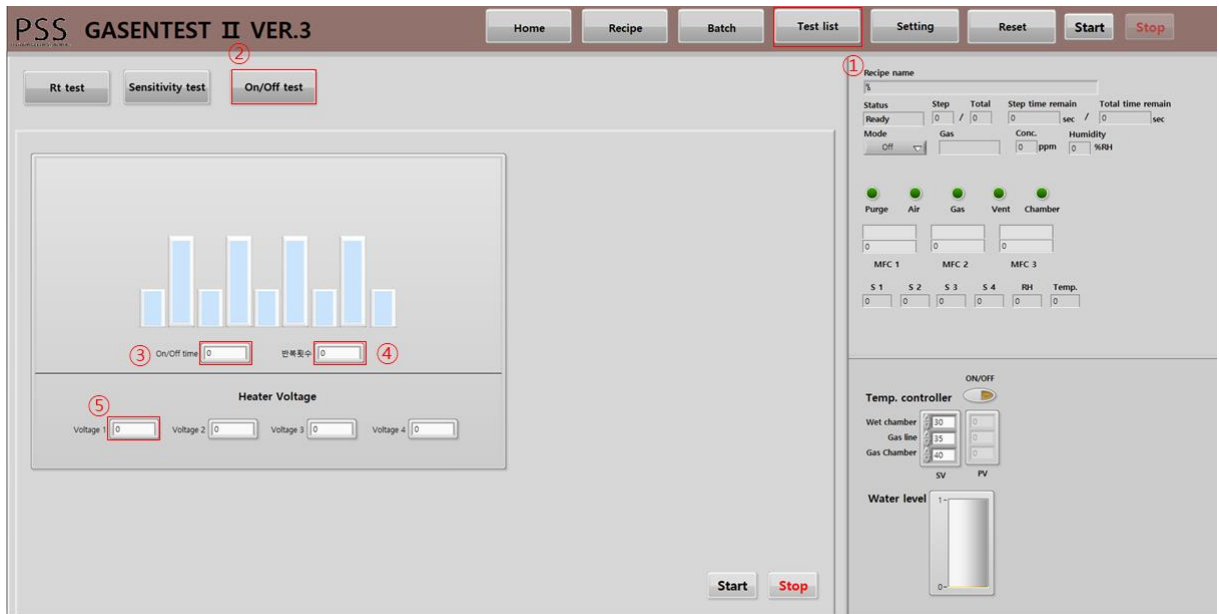 PSS GASENTEST II VER.3
Home Recipe Batch Test list Setting Reset Start Stop
②
①
Rt test Sensitivity test On/Off test
Recipe name
%
Status Step Total Step time remain Total time remain
Ready 0 / 0 0 sec / 0 sec
Mode Gas Conc. Humidity
Off 0 ppm 0 %RH
Purge Air Gas Vent Chamber
0 0 0
MFC 1 MFC 2 MFC 3
S 1 S 2 S 3 S 4 RH Temp.
0 0 0 0 0 0
③ On/Off time 0 반복횟수 0 ④
Heater Voltage
⑤
Voltage 1 0 Voltage 2 0 Voltage 3 0 Voltage 4 0
ON/OFF
Temp. controller
Wet chamber 30 0
Gas line 35 0
Gas Chamber 40 0
SV PV
Water level
1-
0-
Start Stop